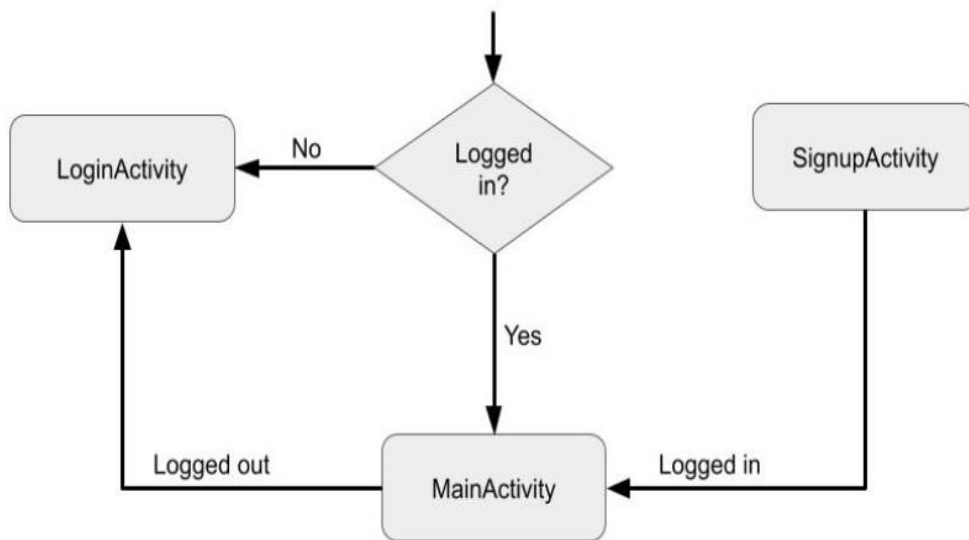 LoginActivity
No
Logged
in?
SignupActivity
Yes
Logged out
MainActivity
Logged in